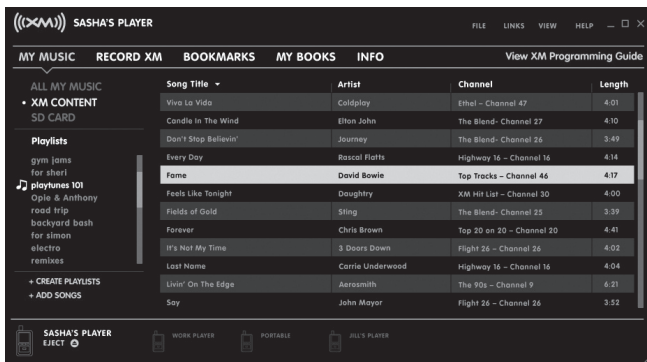 ((XM)) SASHA'S PLAYER
FILE LINKS VIEW HELP
MY MUSIC RECORD XM BOOKMARKS MY BOOKS INFO View XM Programming Guide
ALL MY MUSIC
• XM CONTENT
SD CARD
Playlists
gym jams
for sheri
playtunes 101
Opie & Anthony
road trip
backyard bash
for simon
electro
remixes
+ CREATE PLAYLISTS
+ ADD SONGS
Song Title Artist Channel Length
Viva La Vida Coldplay Ethel – Channel 47 4:01
Candle In The Wind Elton John The Blend- Channel 27 4:10
Don't Stop Believin' Journey The Blend- Channel 26 3:49
Every Day Rascal Flatts Highway 16 – Channel 16 4:14
Fame David Bowie Top Tracks – Channel 46 4:17
Feels Like Tonight Daughtry XM Hit List – Channel 30 4:00
Fields of Gold Sting The Blend- Channel 25 3:39
Forever Chris Brown Top 20 on 20 – Channel 20 4:41
It's Not My Time 3 Doors Down Flight 26 – Channel 26 4:02
Last Name Carrie Underwood Highway 16 – Channel 16 4:04
Livin' On The Edge Aerosmith The 90s – Channel 9 6:21
Say John Mayor Flight 26 – Channel 26 3:52
SASHA'S PLAYER WORK PLAYER PORTABLE JILL'S PLAYER
EJECT